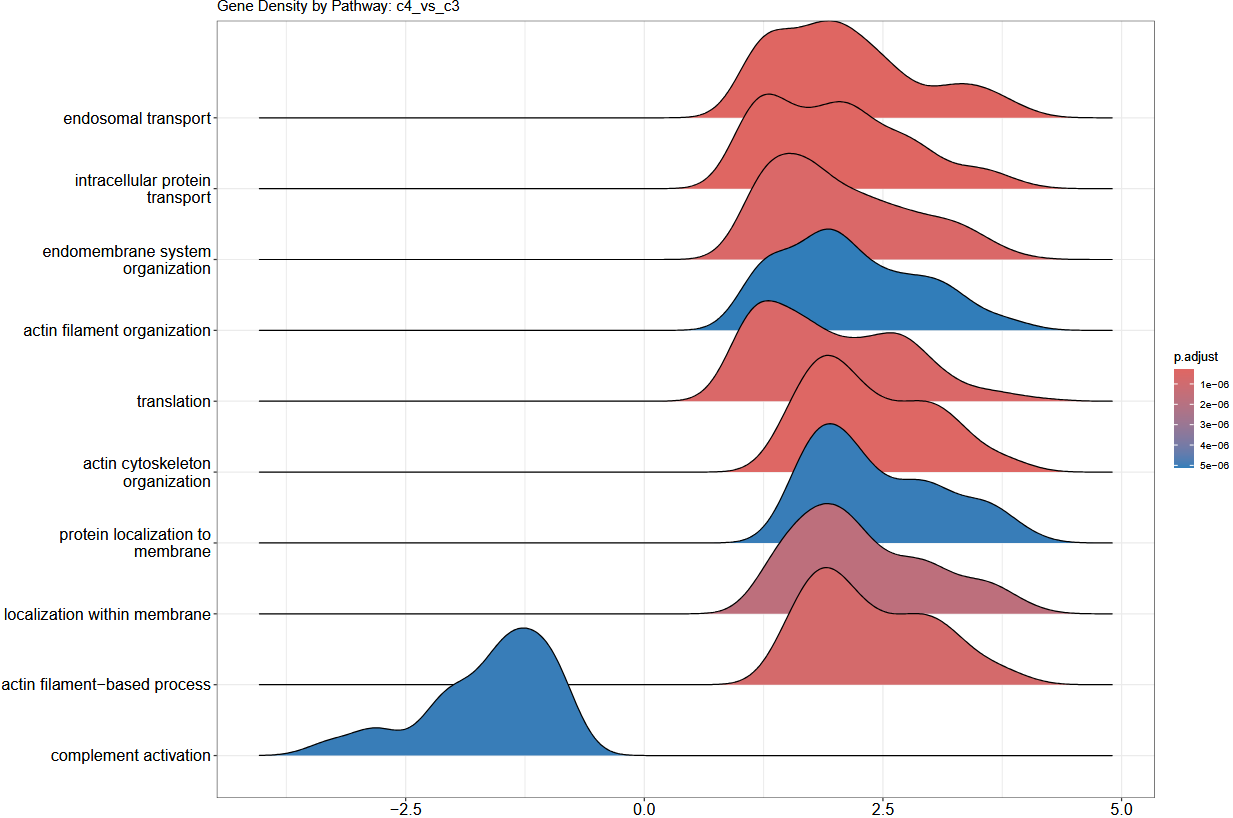 Gene Density by Pathway: c4_vs_c3
endosomal transport
intracellular protein
transport
endomembrane system
organization
actin filament organization
translation
actin cytoskeleton
organization
protein localization to
membrane
localization within membrane
actin filament−based process
complement activation
−2.5
0.0
2.5
5.0
p.adjust
1e−06
2e−06
3e−06
4e−06
5e−06